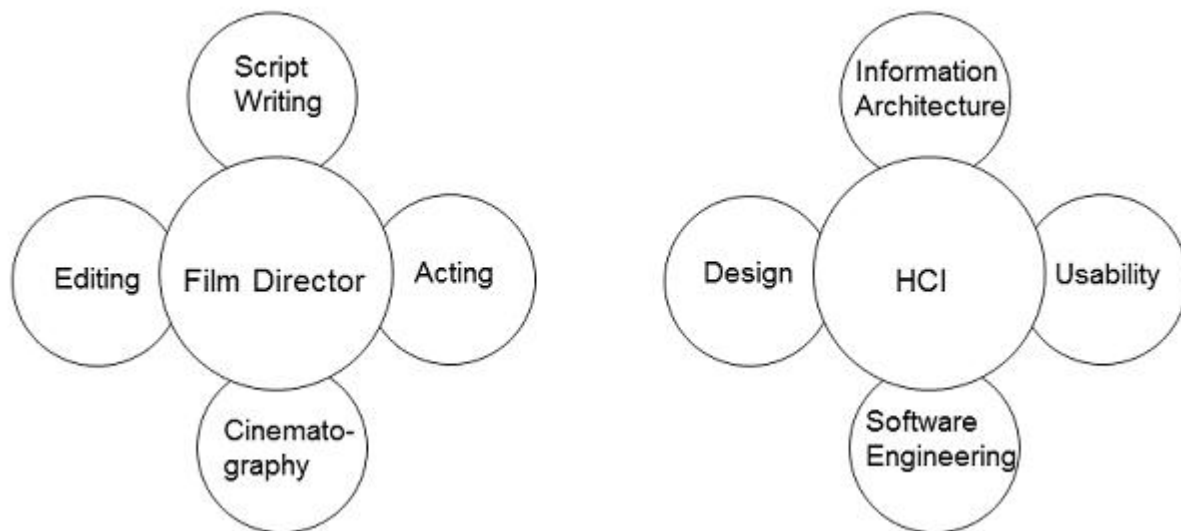 Script
Writing
Editing
Film Director
Acting
Cinemato-
graphy
Information
Architecture
Design
HCI
Usability
Software
Engineering